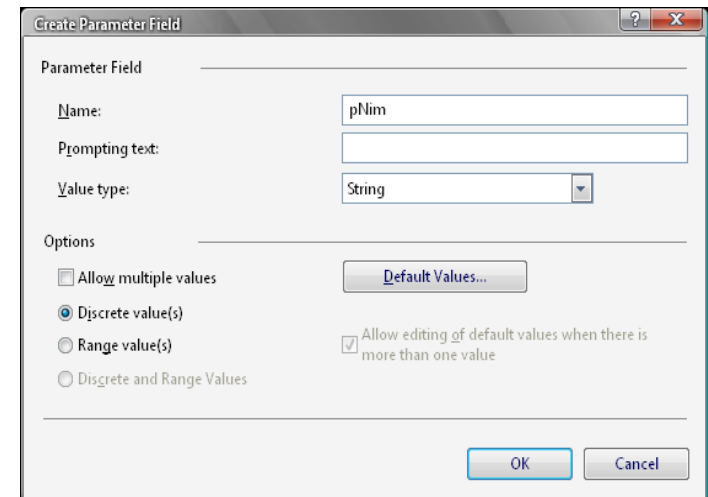 Create Parameter Field
?
Parameter Field
Name: pNim
Prompting text:
Value type: String
Options
Allow multiple values
Default Values...
Discrete value(s)
Range value(s)
Allow editing of default values when there is
more than one value
Discrete and Range Values
OK Cancel